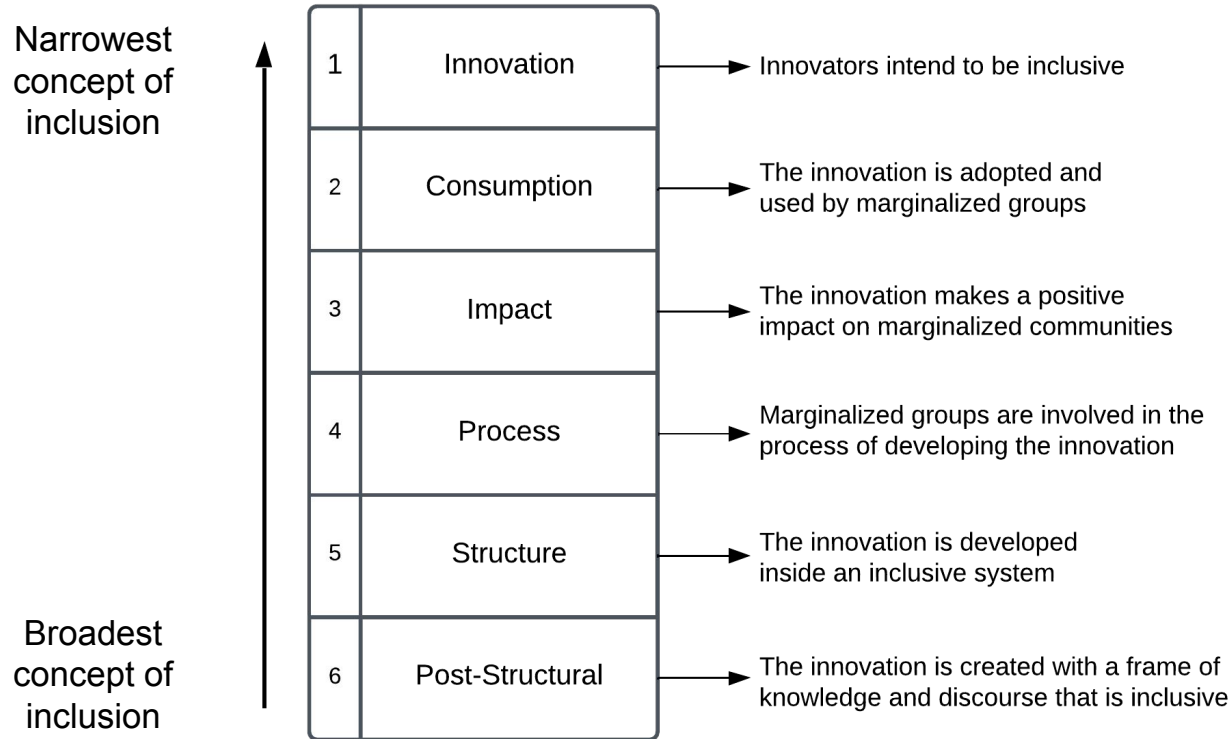 Narrowest
concept of
inclusion
1
Innovation
Innovators intend to be inclusive
2
Consumption
The innovation is adopted and
used by marginalized groups
3
Impact
The innovation makes a positive
impact on marginalized communities
4
Process
Marginalized groups are involved in the
process of developing the innovation
5
Structure
The innovation is developed
inside an inclusive system
Broadest
concept of
inclusion
6
Post-Structural
The innovation is created with a frame of
knowledge and discourse that is inclusive